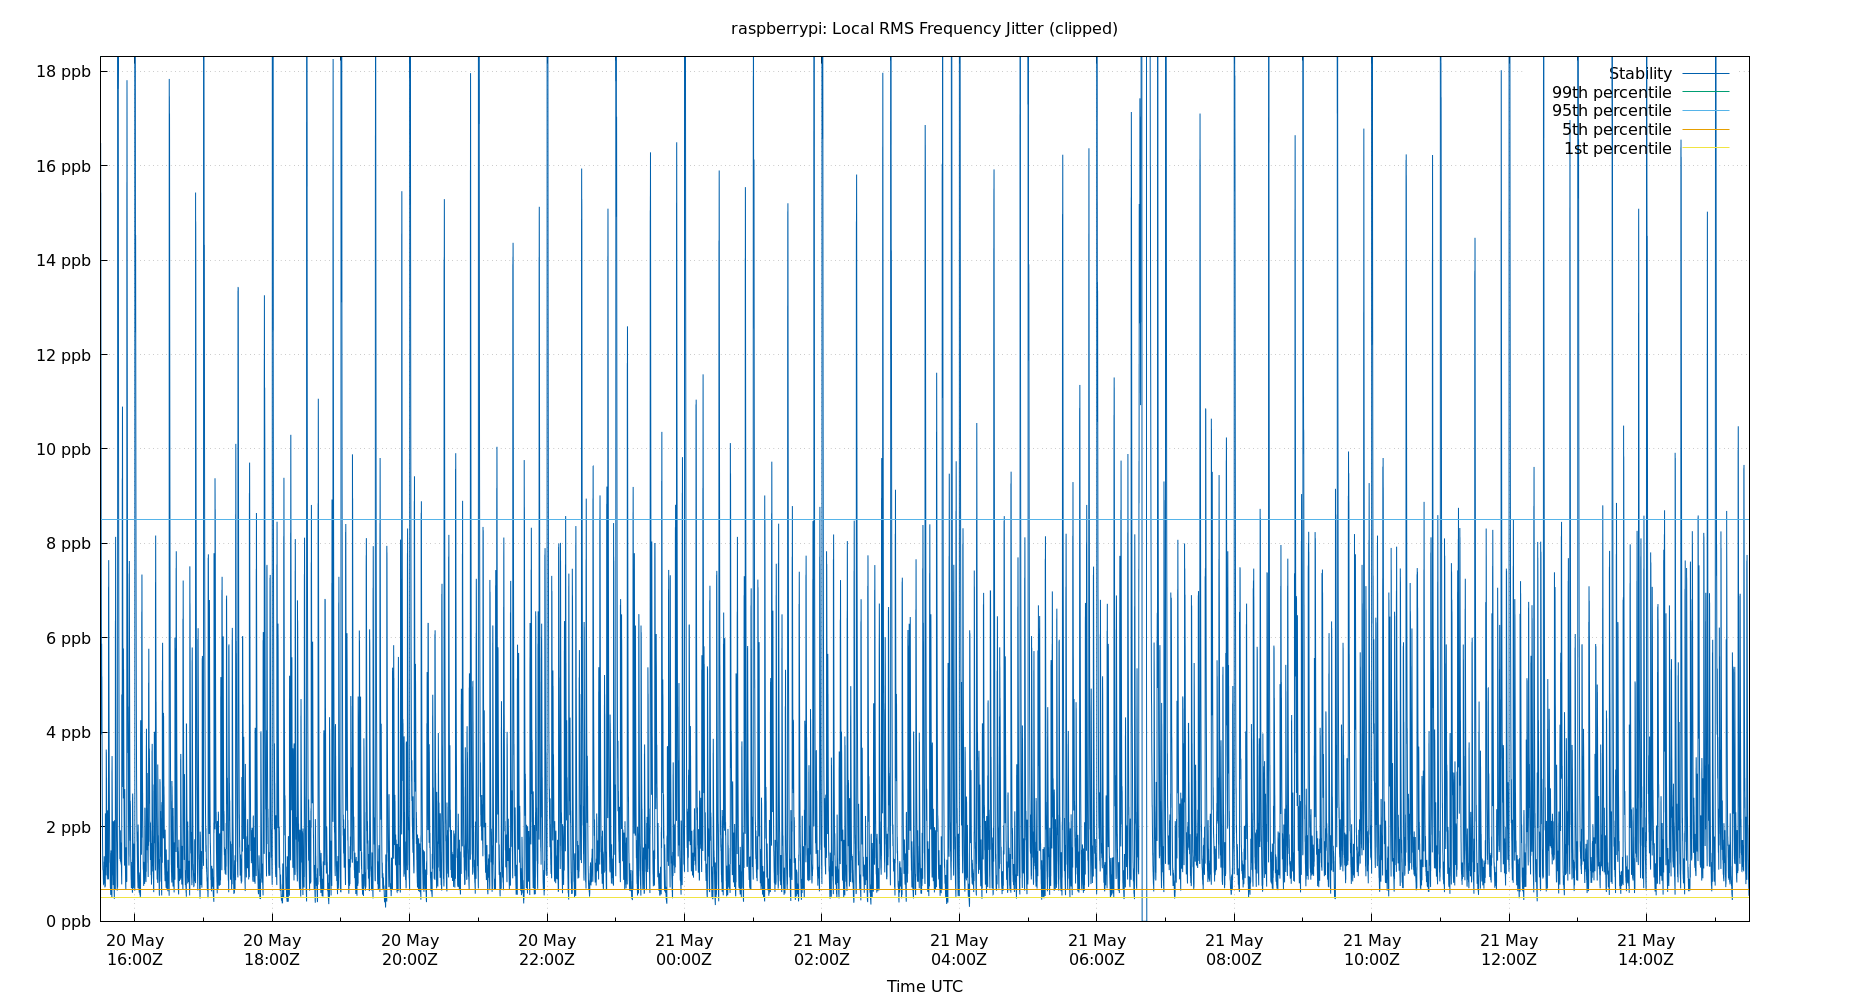 raspberrypi: Local RMS Frequency Jitter (clipped)
18 ppb
16 ppb
14 ppb
12 ppb
10 ppb
8 ppb
6 ppb
4 ppb
2 ppb
0 ppb
Stability
99th percentile
95th percentile
5th percentile
1st percentile
20 May 20 May 20 May 20 May 21 May 21 May 21 May 21 May 21 May 21 May 21 May 21 May
16:00Z 18:00Z 20:00Z 22:00Z 00:00Z 02:00Z 04:00Z 06:00Z 08:00Z 10:00Z 12:00Z 14:00Z
Time UTC